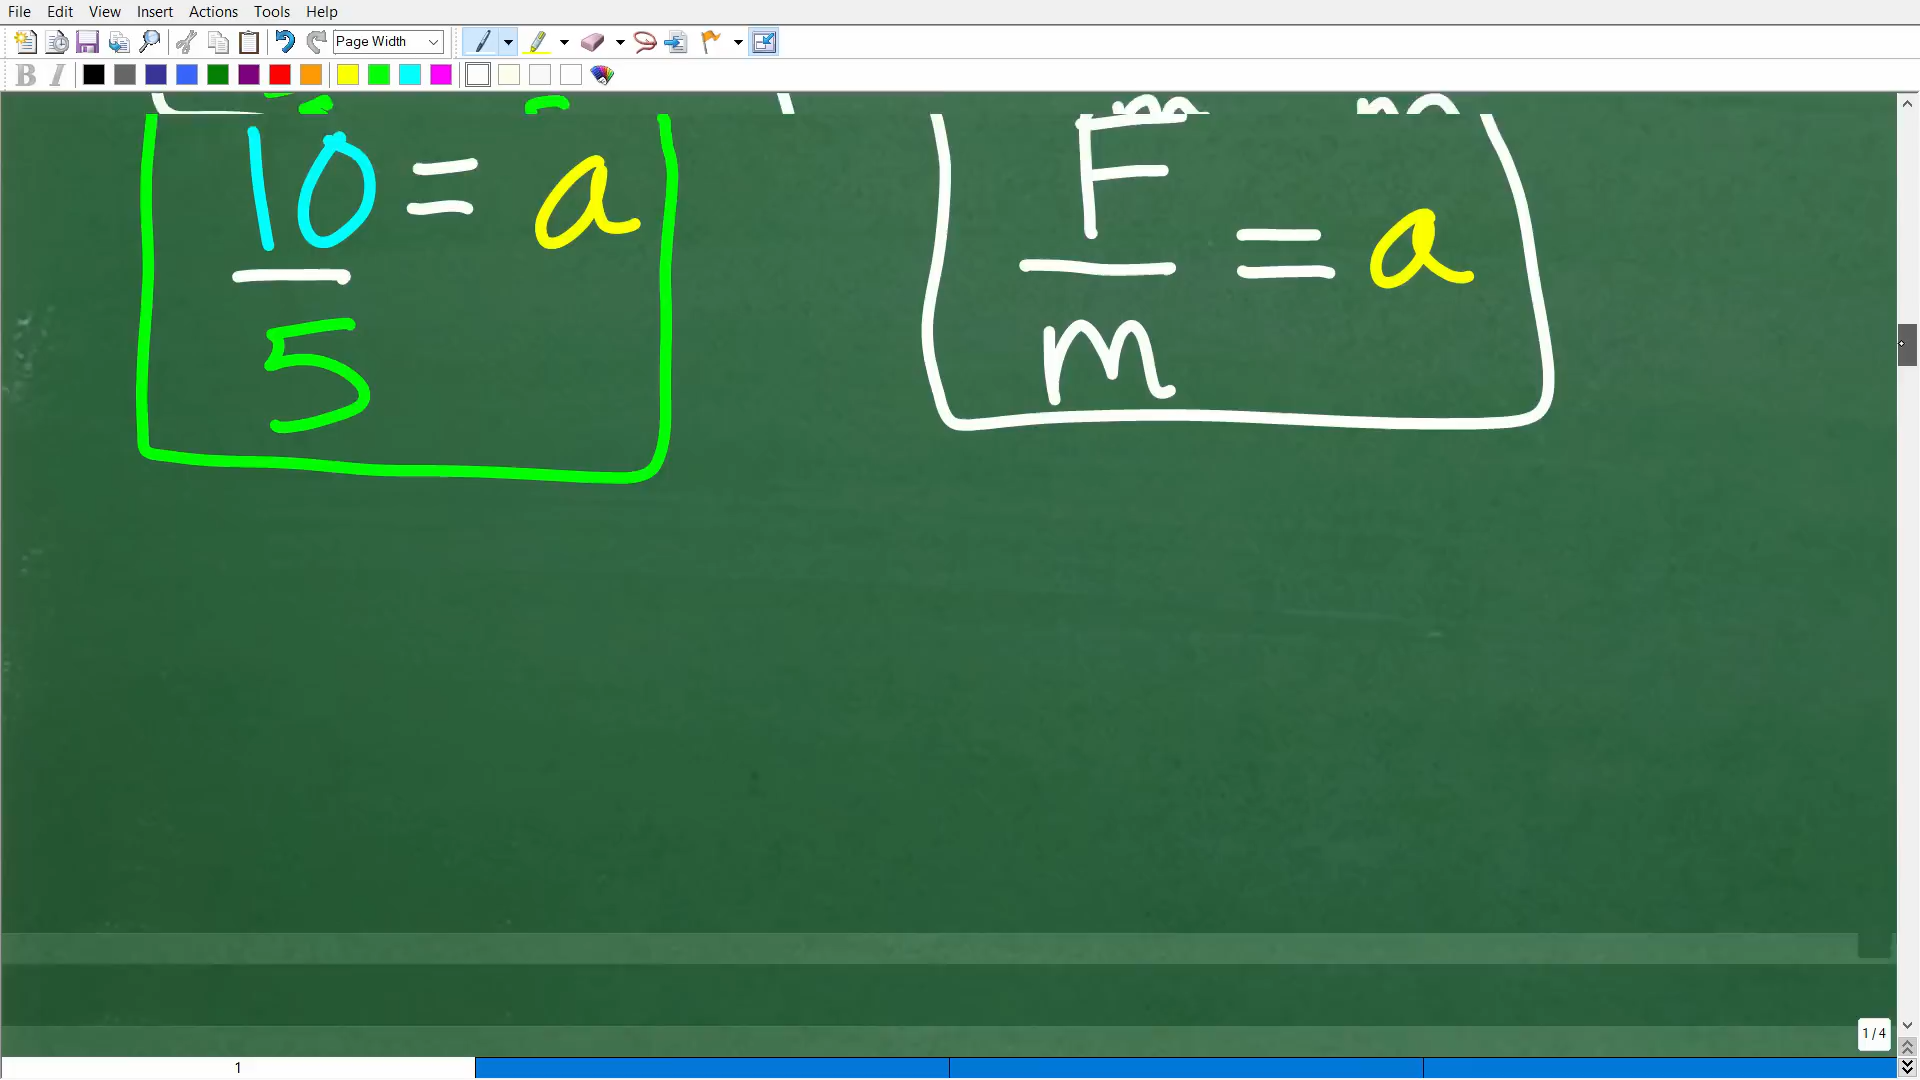 File Edit View Insert Actions Tools Help
Page Width
B I
10 = a
5
F
m = a
1 / 4
1